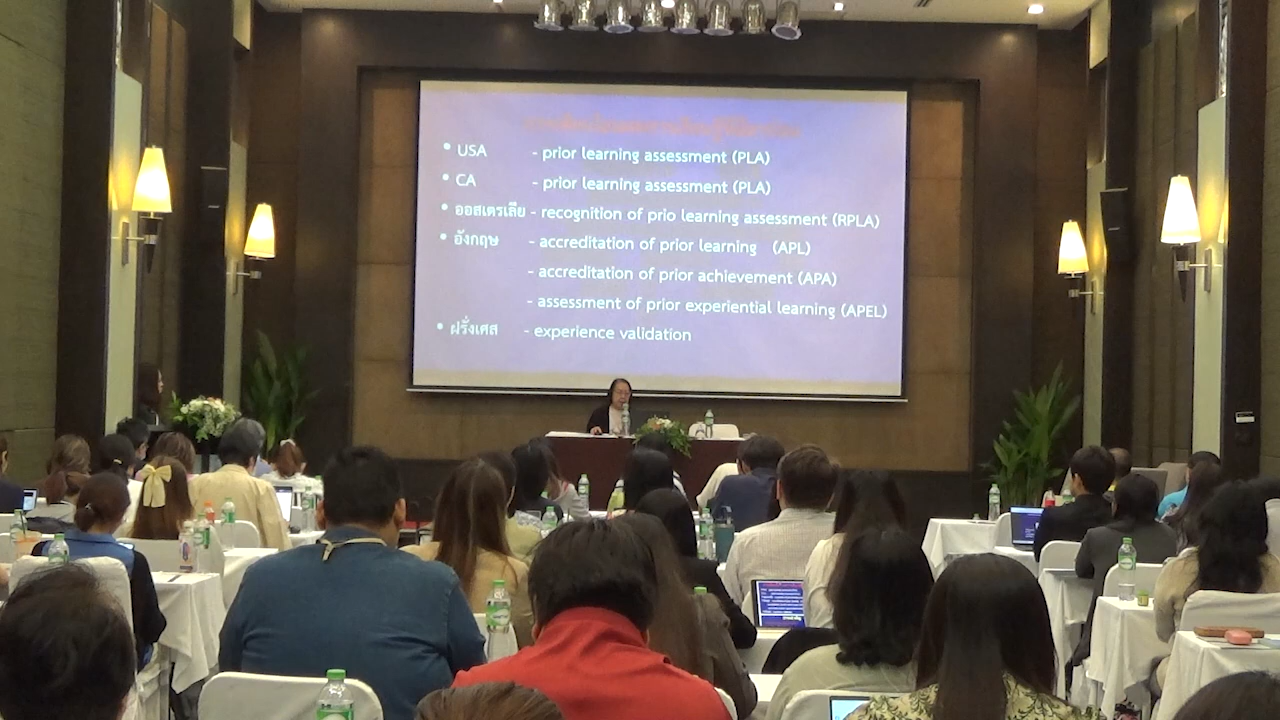 • USA - prior learning assessment (PLA)
• CA - prior learning assessment (PLA)
• ออสเตรเลีย - recognition of prio learning assessment (RPLA)
• อังกฤษ - accreditation of prior learning (APL)
- accreditation of prior achievement (APA)
- assessment of prior experiential learning (APEL)
• ฝรั่งเศส - experience validation